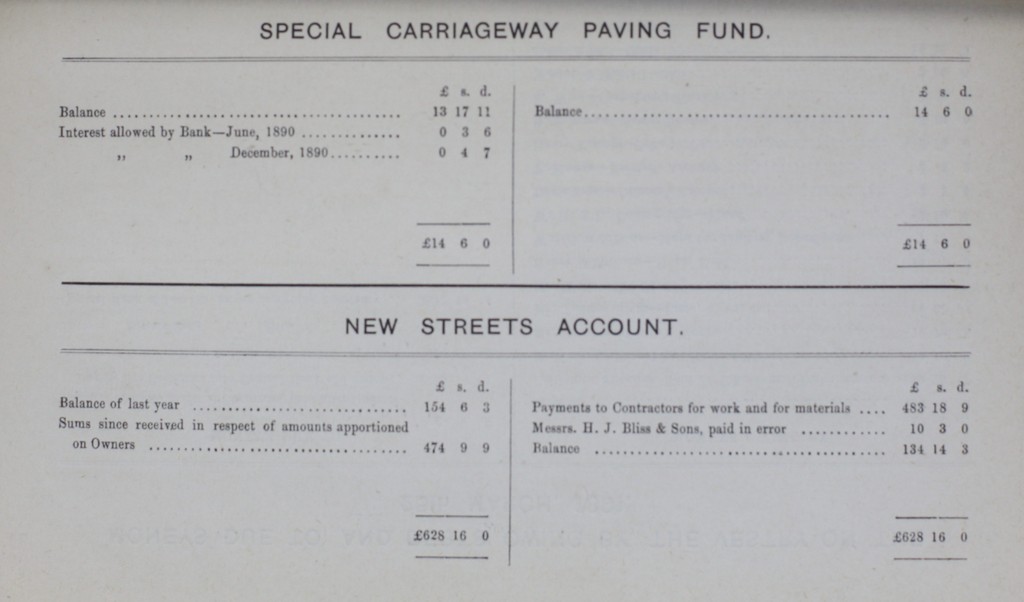 SPECIAL CARRIAGEWAY PAVING FUND.
£ s. d.
Balance ........................................ 13 17 11
Interest allowed by Bank—June, 1890 ............. 0 3 6
„ „ December, 1890.......... 0 4 7
£14 6 0
£ s. d.
Balance............................................ 14 6 0
£14 6 0
NEW STREETS ACCOUNT.
£ s. d.
Balance of last year .............................. 154 6 3
Sums since received in respect of amounts apportioned
on Owners .................................... 474 9 9
£628 16 0
£ s. d.
Payments to Contractors for work and for materials .... 483 18 9
Messrs. H. J. Bliss & Sons, paid in error ............ 10 3 0
Balance .......................................... 134 14 3
£628 16 0